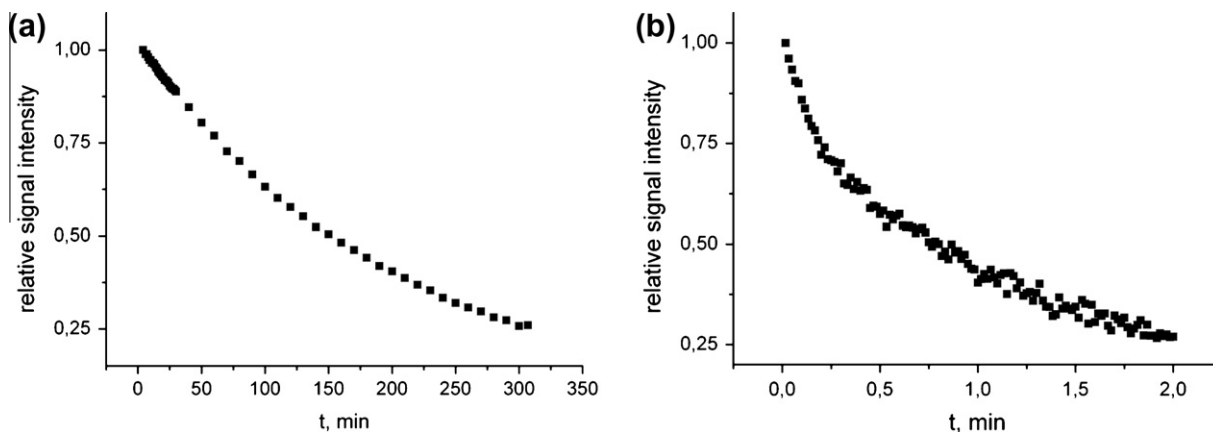 (a)
1,00
0,75
0,50
0,25
relative signal intensity
0 50 100 150 200 250 300 350
t, min
(b)
1,00
0,75
0,50
0,25
relative signal intensity
0,0 0,5 1,0 1,5 2,0
t, min